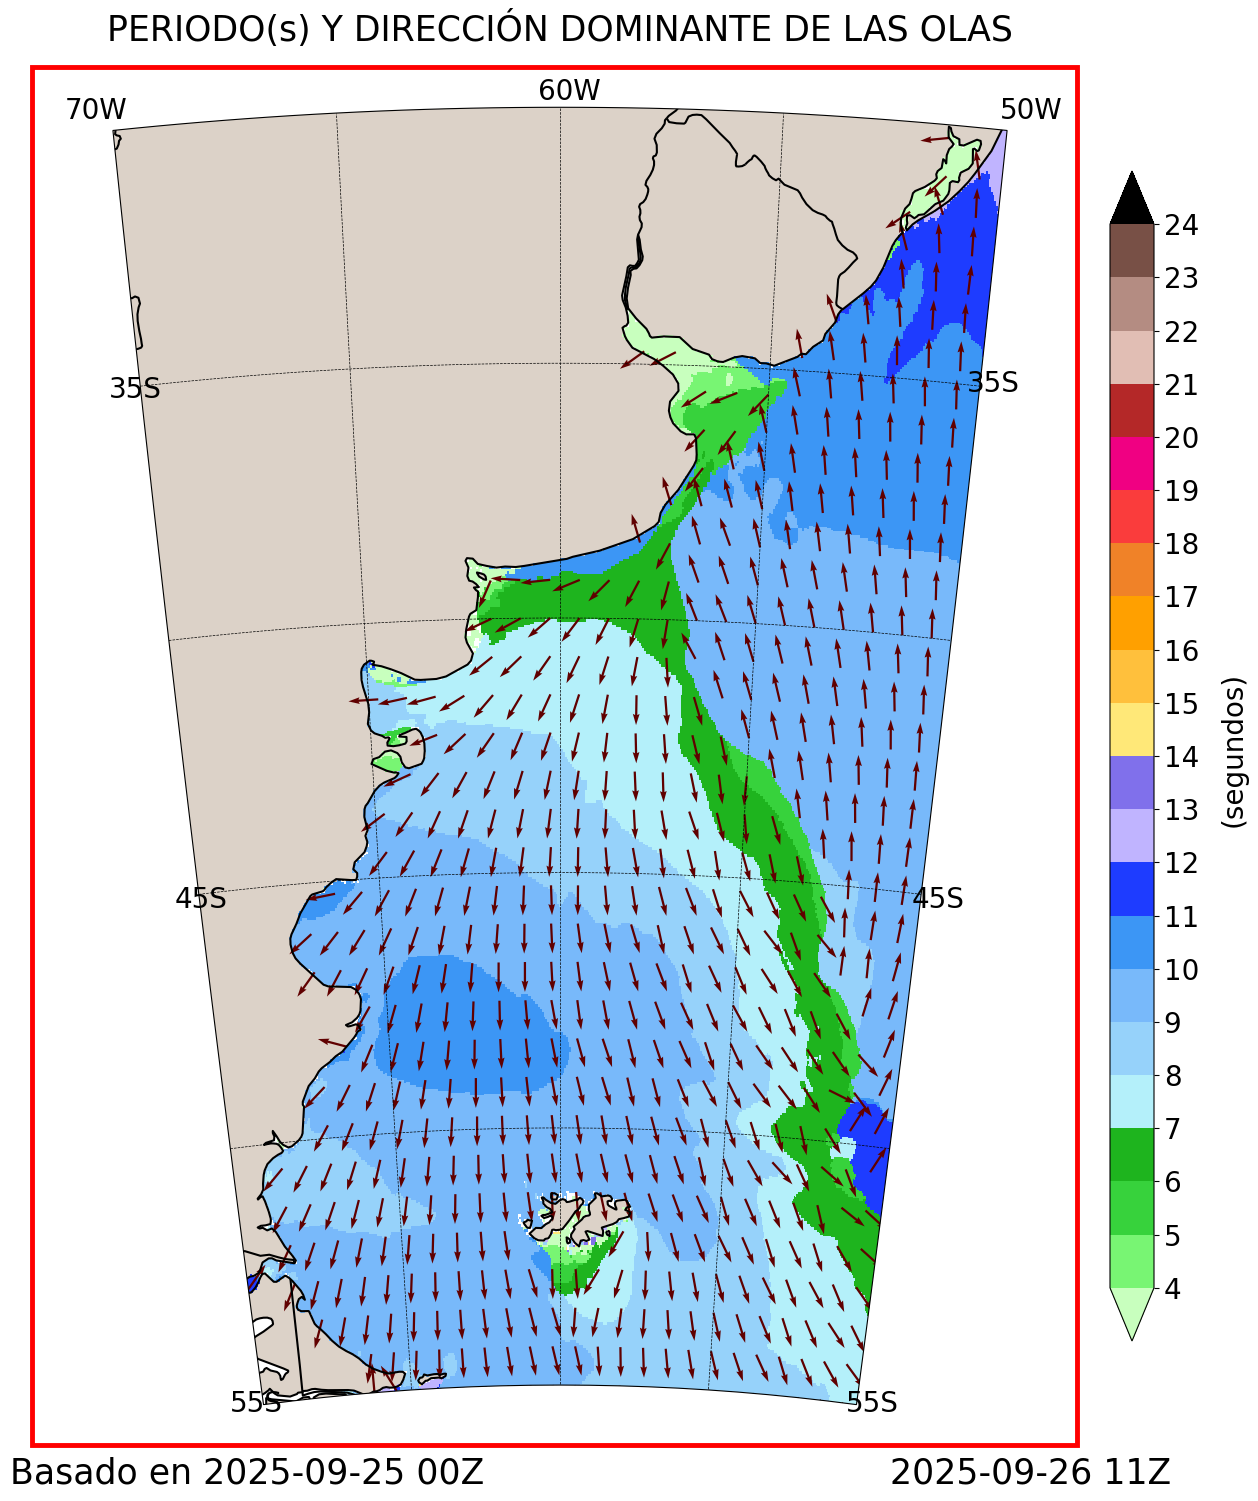 PERIODO(s) Y DIRECCIÓN DOMINANTE DE LAS OLAS
70W
60W
50W
35S
35S
45S
45S
55S
55S
24
23
22
21
20
19
18
17
16
15
14
13
12
11
10
9
8
7
6
5
4
(segundos)
Basado en 2025-09-25 00Z
2025-09-26 11Z